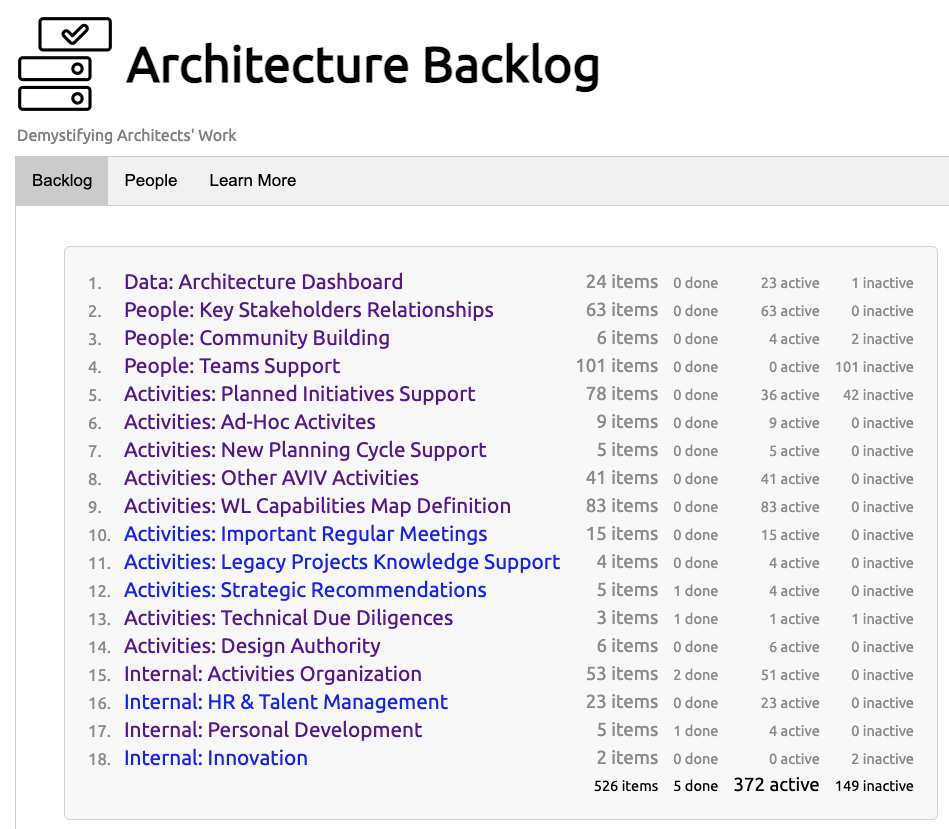 Architecture Backlog
Demystifying Architects' Work
Backlog People Learn More
1. Data: Architecture Dashboard 24 items 0 done 23 active 1 inactive
2. People: Key Stakeholders Relationships 63 items 0 done 63 active 0 inactive
3. People: Community Building 6 items 0 done 4 active 2 inactive
4. People: Teams Support 101 items 0 done 0 active 101 inactive
5. Activities: Planned Initiatives Support 78 items 0 done 36 active 42 inactive
6. Activities: Ad-Hoc Activites 9 items 0 done 9 active 0 inactive
7. Activities: New Planning Cycle Support 5 items 0 done 5 active 0 inactive
8. Activities: Other AVIV Activities 41 items 0 done 41 active 0 inactive
9. Activities: WL Capabilities Map Definition 83 items 0 done 83 active 0 inactive
10. Activities: Important Regular Meetings 15 items 0 done 15 active 0 inactive
11. Activities: Legacy Projects Knowledge Support 4 items 0 done 4 active 0 inactive
12. Activities: Strategic Recommendations 5 items 1 done 4 active 0 inactive
13. Activities: Technical Due Diligences 3 items 1 done 1 active 1 inactive
14. Activities: Design Authority 6 items 0 done 6 active 0 inactive
15. Internal: Activities Organization 53 items 2 done 51 active 0 inactive
16. Internal: HR & Talent Management 23 items 0 done 23 active 0 inactive
17. Internal: Personal Development 5 items 1 done 4 active 0 inactive
18. Internal: Innovation 2 items 0 done 0 active 2 inactive
526 items 5 done 372 active 149 inactive